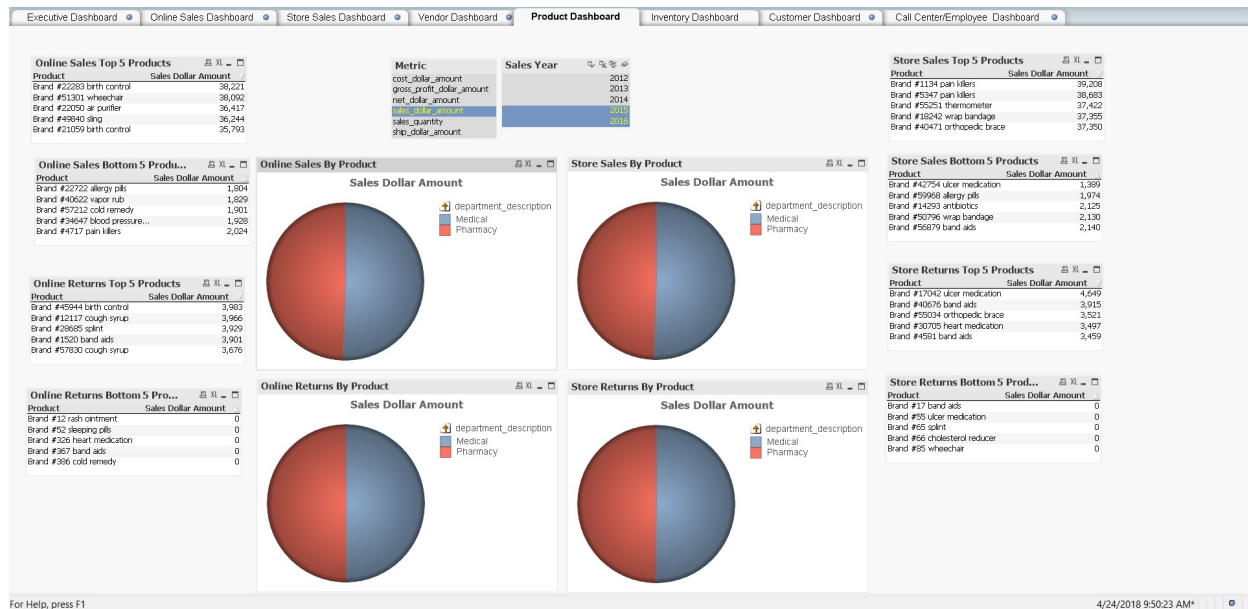 Executive Dashboard Online Sales Dashboard Store Sales Dashboard Vendor Dashboard Product Dashboard Inventory Dashboard Customer Dashboard Call Center/Employee Dashboard
Online Sales Top 5 Products XL
Product Sales Dollar Amount
Brand #22283 birth control 38,221
Brand #51301 wheelchair 38,092
Brand #22050 air purifier 36,417
Brand #49840 sling 36,244
Brand #21059 birth control 35,793
Metric
cost_dollar_amount
gross_profit_dollar_amount
net_dollar_amount
sales_dollar_amount
sales_quantity
ship_dollar_amount
Sales Year
2012
2013
2014
2015
2016
Store Sales Top 5 Products XL
Product Sales Dollar Amount
Brand #1134 pain killers 39,208
Brand #5347 pain killers 38,683
Brand #55251 thermometer 37,422
Brand #18242 wrap bandage 37,355
Brand #40471 orthopedic brace 37,350
Online Sales Bottom 5 Produ... XL
Product Sales Dollar Amount
Brand #22722 allergy pills 1,804
Brand #40622 vapor rub 1,829
Brand #57212 cold remedy 1,901
Brand #34647 blood pressure... 1,928
Brand #4717 pain killers 2,024
Online Sales By Product XL
Sales Dollar Amount
department_description
Medical
Pharmacy
Store Sales By Product XL
Sales Dollar Amount
department_description
Medical
Pharmacy
Store Sales Bottom 5 Products XL
Product Sales Dollar Amount
Brand #42754 ulcer medication 1,389
Brand #59968 allergy pills 1,974
Brand #14293 antibiotics 2,125
Brand #50796 wrap bandage 2,130
Brand #56879 band aids 2,140
Online Returns Top 5 Products XL
Product Sales Dollar Amount
Brand #45944 birth control 3,983
Brand #12117 cough syrup 3,966
Brand #28685 splint 3,929
Brand #1520 band aids 3,901
Brand #57830 cough syrup 3,676
Store Returns Top 5 Products XL
Product Sales Dollar Amount
Brand #17042 ulcer medication 4,649
Brand #40676 band aids 3,915
Brand #55034 orthopedic brace 3,521
Brand #30705 heart medication 3,497
Brand #4581 band aids 3,459
Online Returns Bottom 5 Pro... XL
Product Sales Dollar Amount
Brand #12 rash ointment 0
Brand #52 sleeping pills 0
Brand #326 heart medication 0
Brand #367 band aids 0
Brand #386 cold remedy 0
Online Returns By Product XL
Sales Dollar Amount
department_description
Medical
Pharmacy
Store Returns By Product XL
Sales Dollar Amount
department_description
Medical
Pharmacy
Store Returns Bottom 5 Prod... XL
Product Sales Dollar Amount
Brand #17 band aids 0
Brand #55 ulcer medication 0
Brand #65 splint 0
Brand #66 cholesterol reducer 0
Brand #85 wheelchair 0
For Help, press F1 4/24/2018 9:50:23 AM*